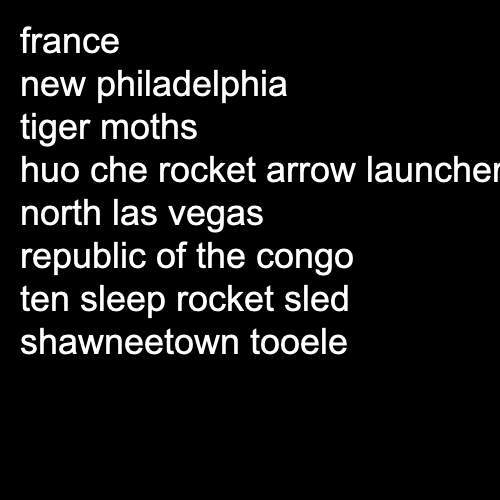 france
new philadelphia
tiger moths
huo che rocket arrow launcher
north las vegas
republic of the congo
ten sleep rocket sled
shawneetown tooele